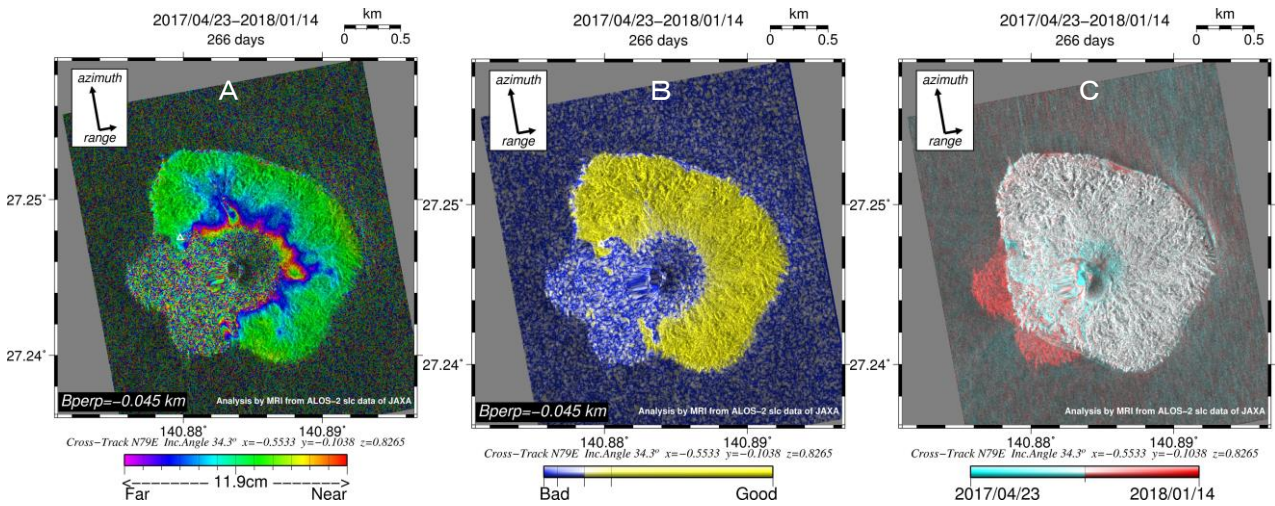 2017/04/23−2018/01/14
266 days
km
0 0.5
A
azimuth
range
27.25°
27.24°
140.88° 140.89°
Bperp=−0.045 km
Analysis by MRI from ALOS−2 slc data of JAXA
Cross−Track N79E Inc.Angle 34.3° x=−0.5533 y=−0.1038 z=0.8265
<−−−−−−− 11.9cm −−−−−−−>
Far Near
2017/04/23−2018/01/14
266 days
km
0 0.5
B
azimuth
range
27.25°
27.24°
140.88° 140.89°
Bperp=−0.045 km
Analysis by MRI from ALOS−2 slc data of JAXA
Cross−Track N79E Inc.Angle 34.3° x=−0.5533 y=−0.1038 z=0.8265
Bad Good
2017/04/23−2018/01/14
266 days
km
0 0.5
C
azimuth
range
27.25°
27.24°
140.88° 140.89°
Analysis by MRI from ALOS−2 slc data of JAXA
Cross−Track N79E Inc.Angle 34.3° x=−0.5533 y=−0.1038 z=0.8265
2017/04/23 2018/01/14